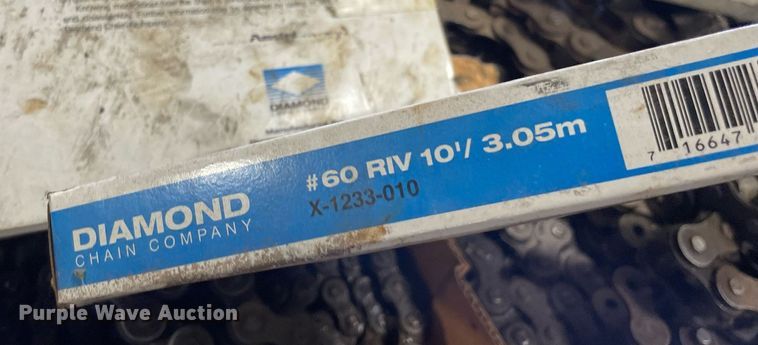 DIAMOND
#60 RIV 10'/ 3.05m
X-1233-010
DIAMOND
CHAIN COMPANY
7 16647
Purple Wave Auction